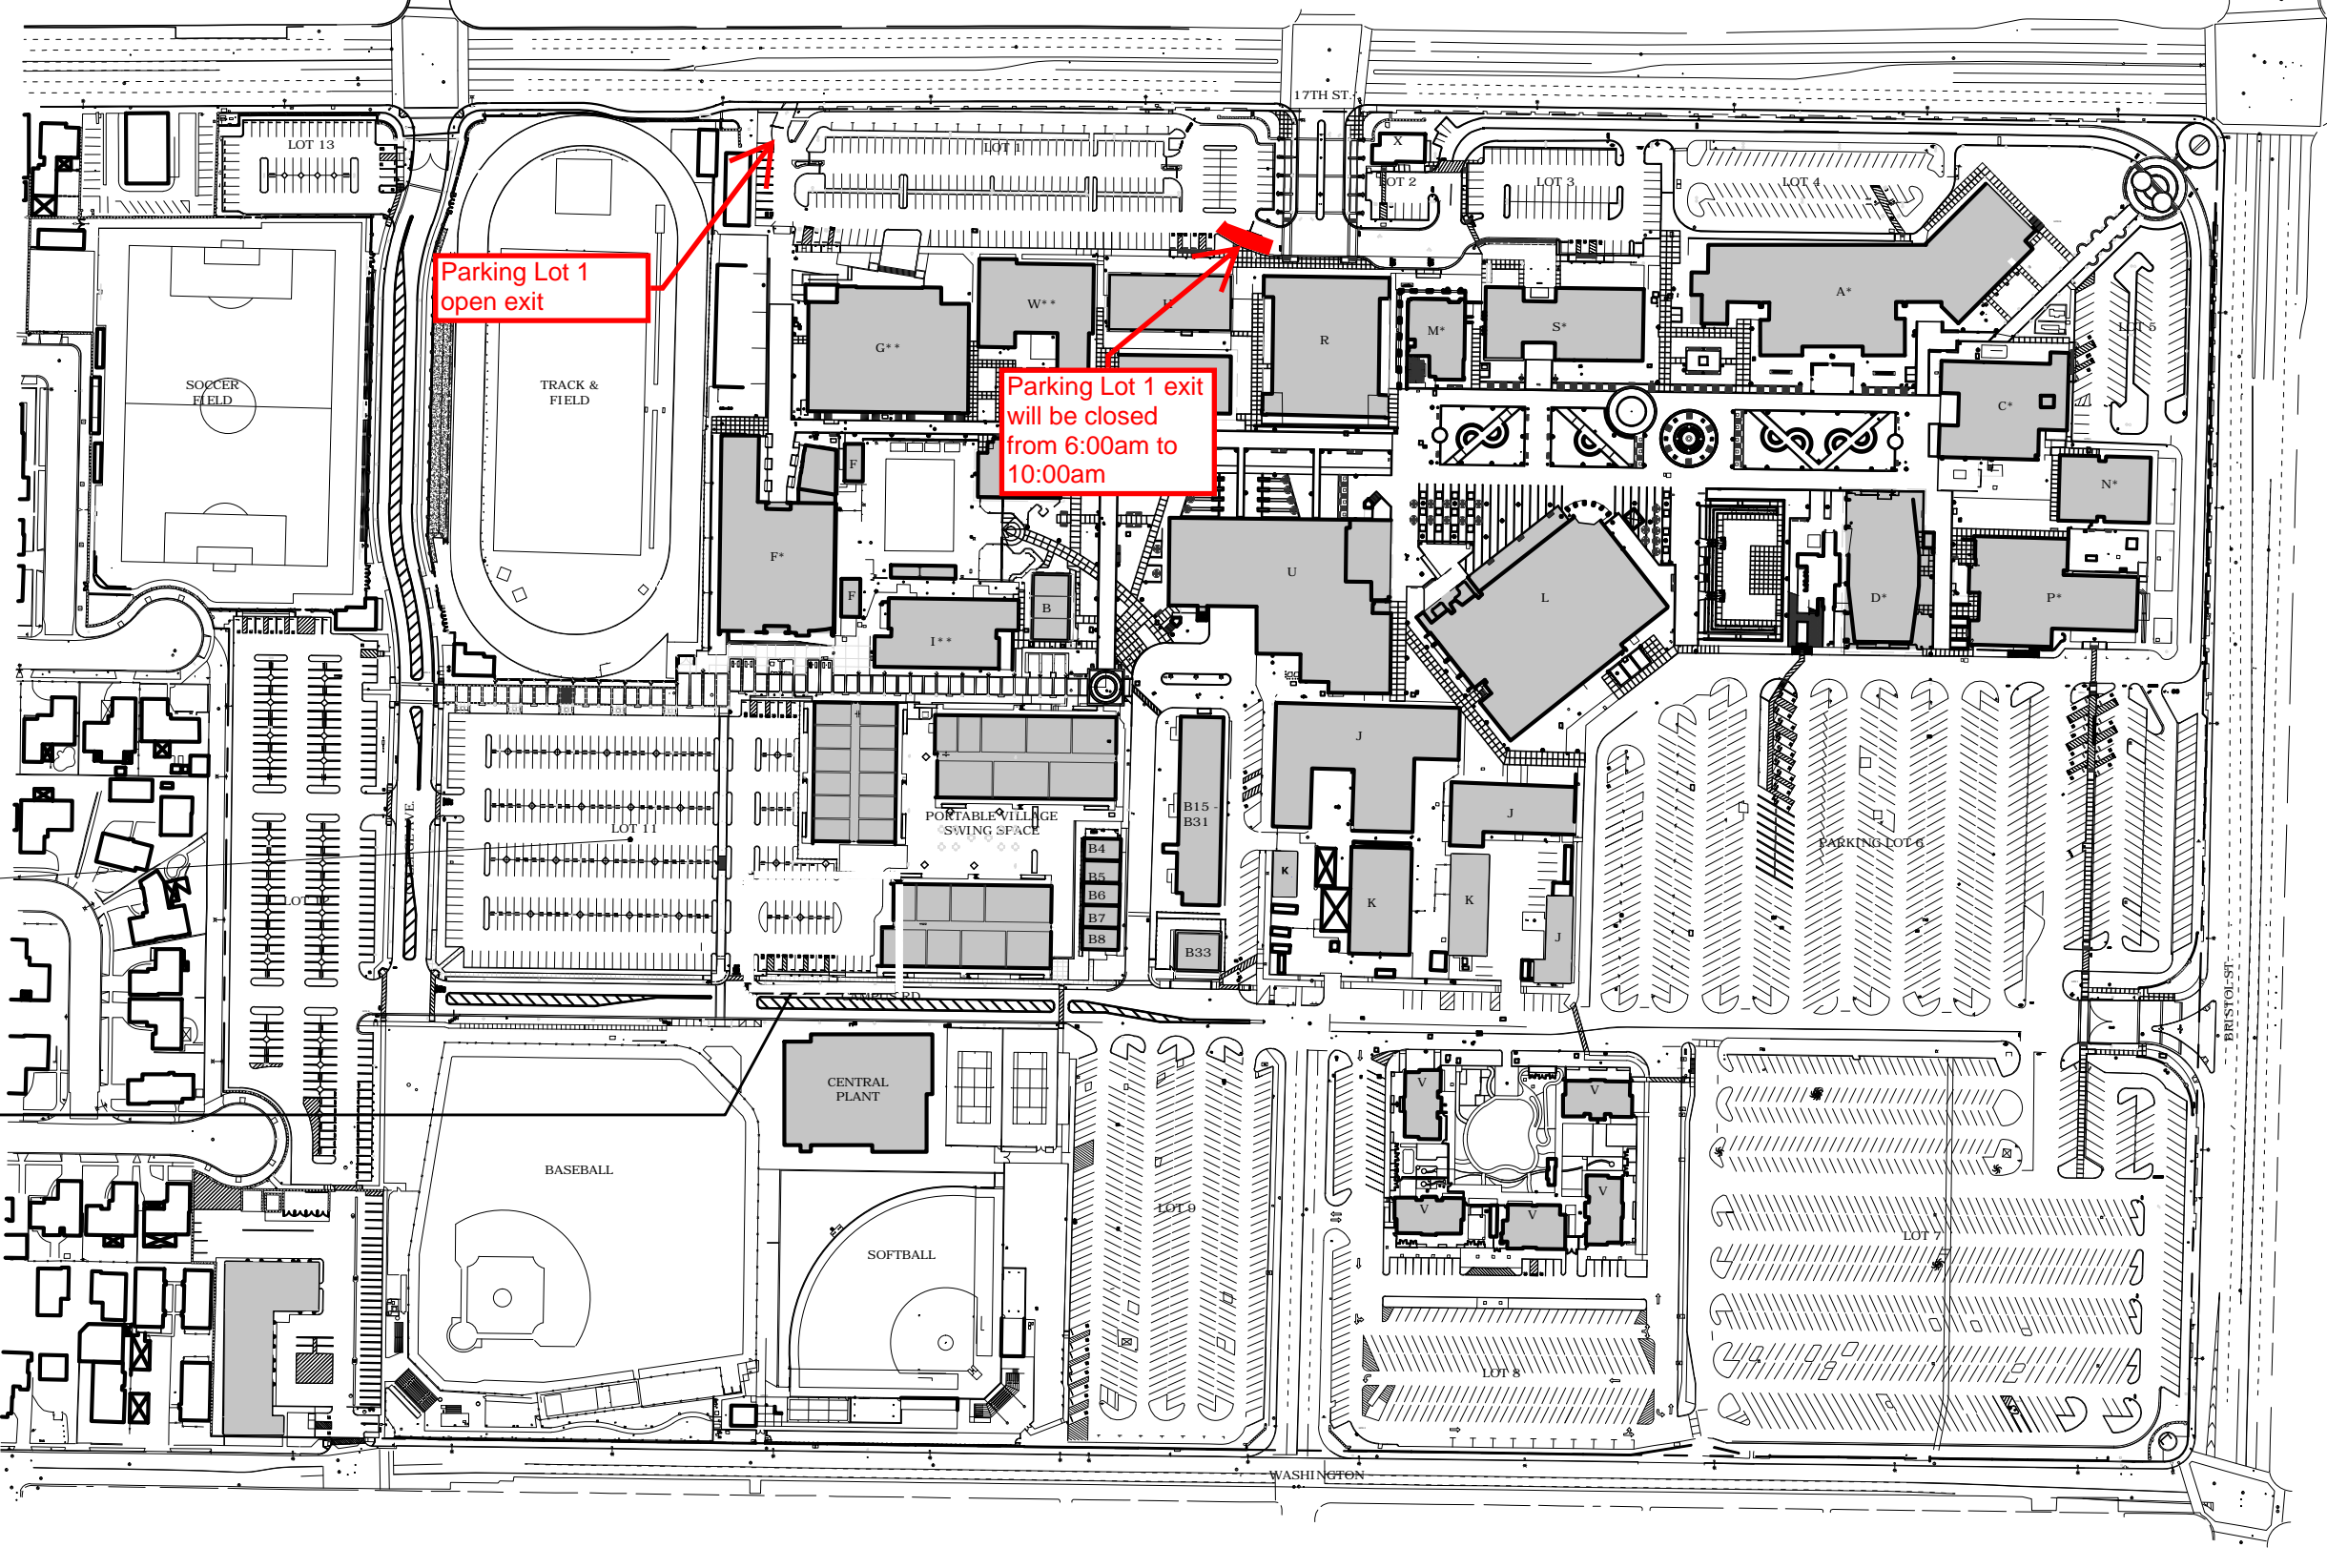 17TH ST.
LOT 13
LOT 1
X
LOT 2
LOT 3
LOT 4
Parking Lot 1
open exit
W**
H
R
M*
S*
A*
LOT 5
G**
SOCCER
FIELD
TRACK &
FIELD
Parking Lot 1 exit
will be closed
from 6:00am to
10:00am
C*
F
N*
F*
U
F
B
L
D*
P*
I**
J
B15 -
B31
J
PORTABLE VILLAGE
SWING SPACE
LOT 11
PARKING LOT 6
B4
B5
B6
B7
B8
K
K
K
J
B33
LOT 12
CAMPUS RD
BRISTOL ST.
CENTRAL
PLANT
V
V
BASEBALL
LOT 9
V
V
V
LOT 7
SOFTBALL
LOT 8
WASHINGTON